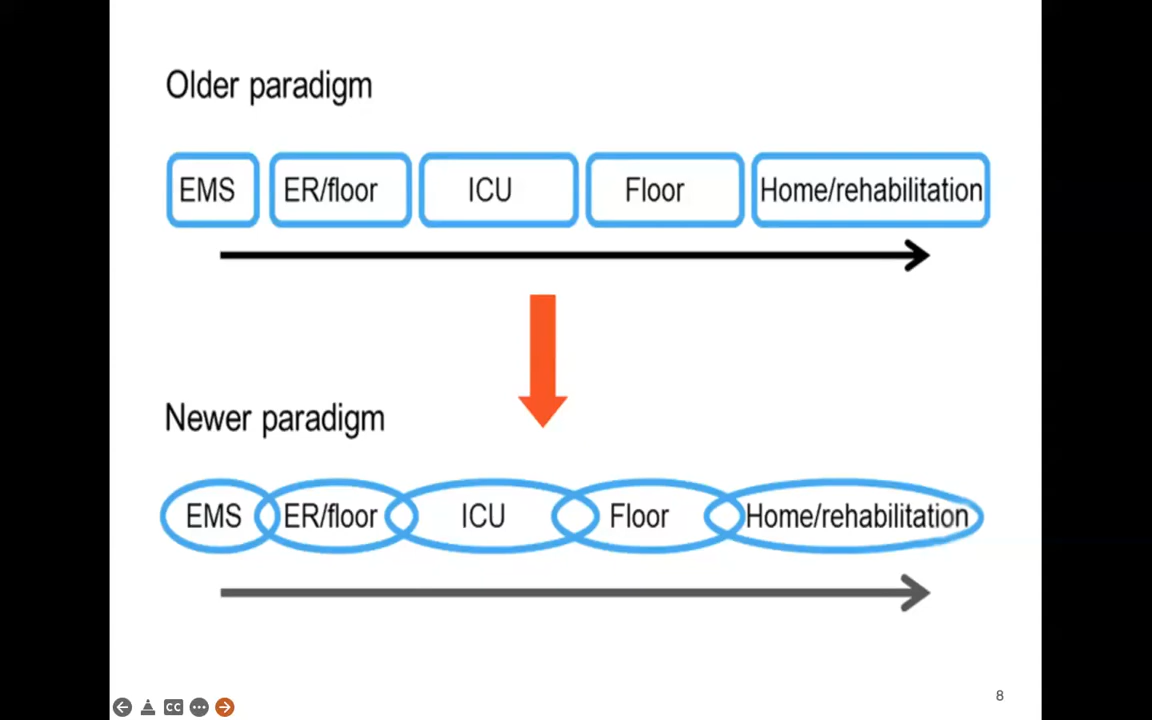 Older paradigm
EMS ER/floor ICU Floor Home/rehabilitation
Newer paradigm
EMS ER/floor ICU Floor Home/rehabilitation
8
CC